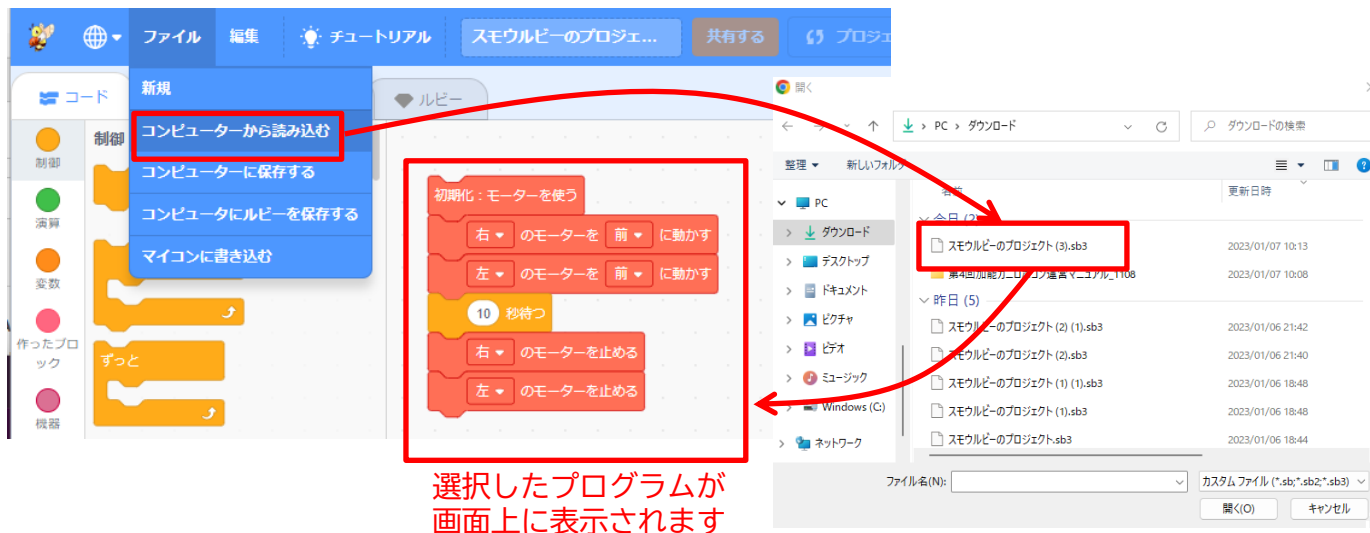 ファイル 編集 チュートリアル スモウルビーのプロジェ... 共有する プロジェ
コード ルビー
新規
コンピューターから読み込む
コンピューターに保存する
コンピュータにルビーを保存する
マイコンに書き込む
制御
演算
変数
作ったブロ
ック
機器
制御
ずっと
初期化：モーターを使う
右 のモーターを 前 に動かす
左 のモーターを 前 に動かす
10 秒待つ
右 のモーターを止める
左 のモーターを止める
選択したプログラムが
画面上に表示されます
開く
PC ダウンロード ダウンロードの検索
整理 新しいフォルダ
名前 更新日時
PC
ダウンロード
デスクトップ
ドキュメント
ピクチャ
ビデオ
ミュージック
Windows (C:)
ネットワーク
今日 (2)
スモウルビーのプロジェクト (3).sb3 2023/01/07 10:13
2023/01/07 10:08
昨日 (5)
スモウルビーのプロジェクト (2) (1).sb3 2023/01/06 21:42
スモウルビーのプロジェクト (2).sb3 2023/01/06 21:40
スモウルビーのプロジェクト (1) (1).sb3 2023/01/06 18:48
スモウルビーのプロジェクト (1).sb3 2023/01/06 18:48
スモウルビーのプロジェクト.sb3 2023/01/06 18:44
ファイル名(N): カスタム ファイル (*.sb;*.sb2;*.sb3)
開く(O) キャンセル